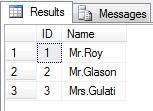 Results Messages
ID Name
1 1 Mr.Roy
2 2 Mr.Glason
3 3 Mrs.Gulati